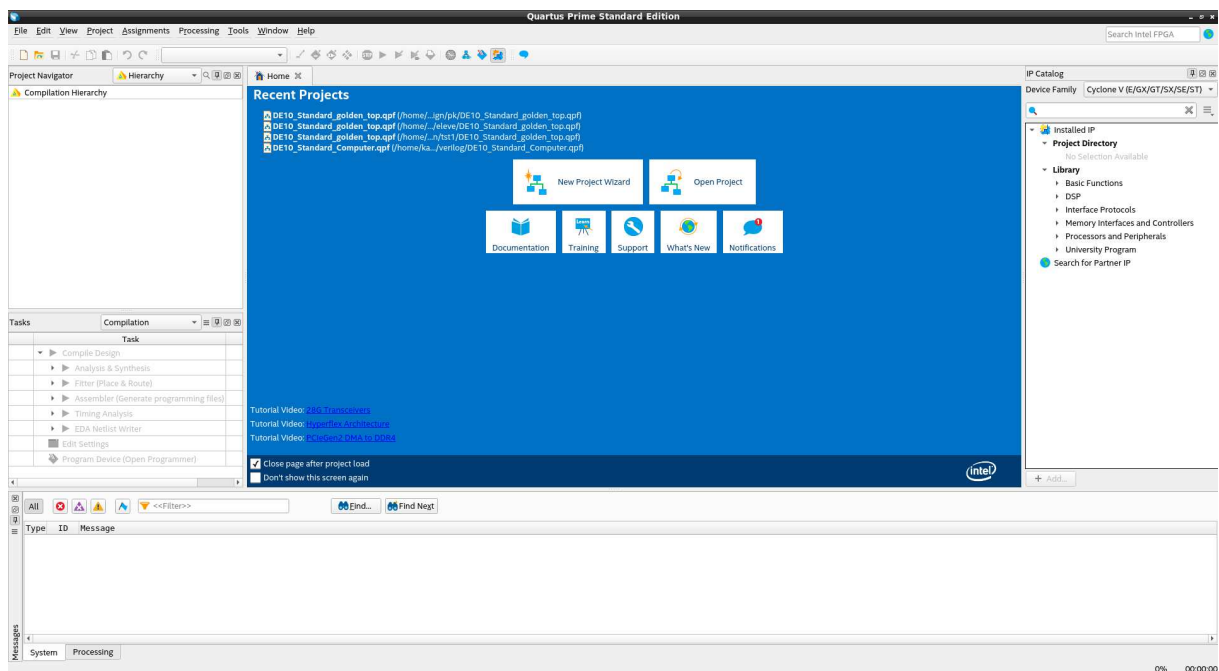 Quartus Prime Standard Edition
File Edit View Project Assignments Processing Tools Window Help
Search Intel FPGA
Project Navigator
Hierarchy
Compilation Hierarchy
Home
Recent Projects
DE10_Standard_golden_top.qpf (/home/...ign/pk/DE10_Standard_golden_top.qpf)
DE10_Standard_golden_top.qpf (/home/.../eleve/DE10_Standard_golden_top.qpf)
DE10_Standard_golden_top.qpf (/home/...n/tst1/DE10_Standard_golden_top.qpf)
DE10_Standard_Computer.qpf (/home/ka.../verilog/DE10_Standard_Computer.qpf)
New Project Wizard
Open Project
Documentation
Learn
Training
Support
What's New
1
Notifications
Tutorial Video: 28G Transceivers
Tutorial Video: Hyperflex Architecture
Tutorial Video: PCIeGen2 DMA to DDR4
Close page after project load
Don't show this screen again
intel
IP Catalog
Device Family Cyclone V (E/GX/GT/SX/SE/ST)
Installed IP
Project Directory
No Selection Available
Library
Basic Functions
DSP
Interface Protocols
Memory Interfaces and Controllers
Processors and Peripherals
University Program
Search for Partner IP
+ Add...
Tasks
Compilation
Task
Compile Design
Analysis & Synthesis
Fitter (Place & Route)
Assembler (Generate programming files)
Timing Analysis
EDA Netlist Writer
Edit Settings
Program Device (Open Programmer)
All
<<Filter>>
Find...
Find Next
Type ID Message
Messages
System Processing
0% 00:00:00